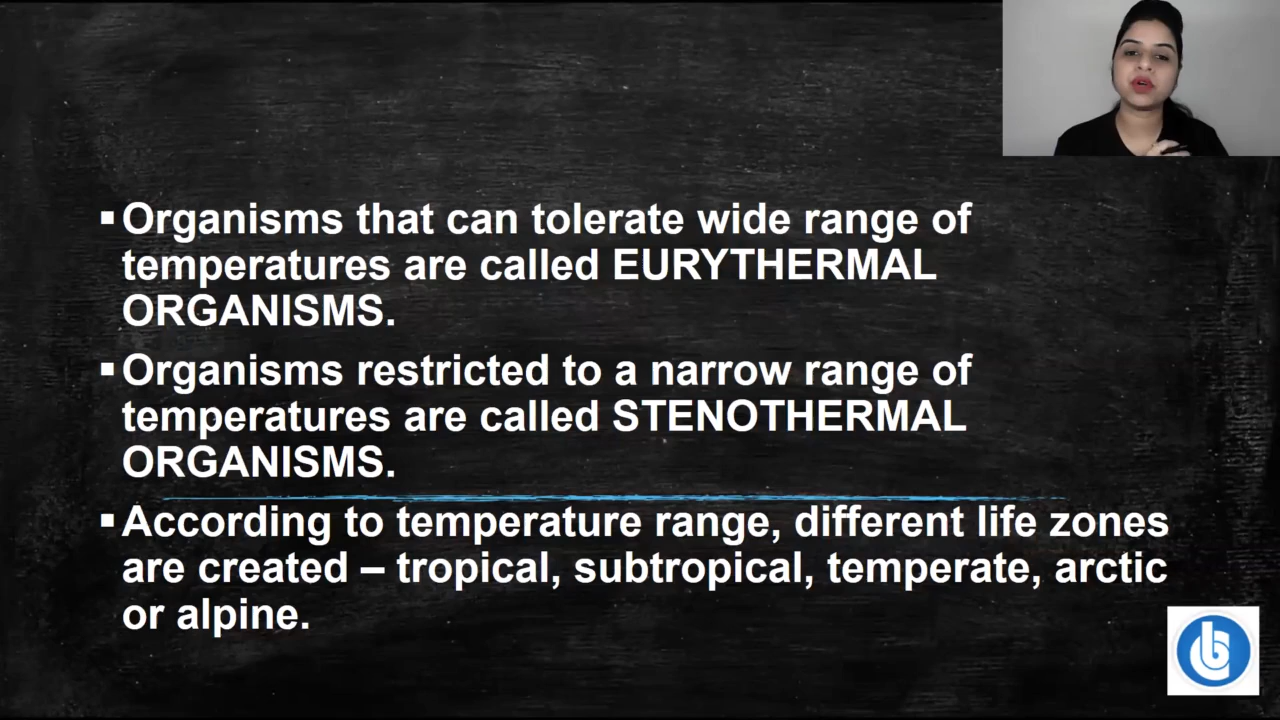 ▪Organisms that can tolerate wide range of
temperatures are called EURYTHERMAL
ORGANISMS.
▪Organisms restricted to a narrow range of
temperatures are called STENOTHERMAL
ORGANISMS.
▪According to temperature range, different life zones
are created – tropical, subtropical, temperate, arctic
or alpine.